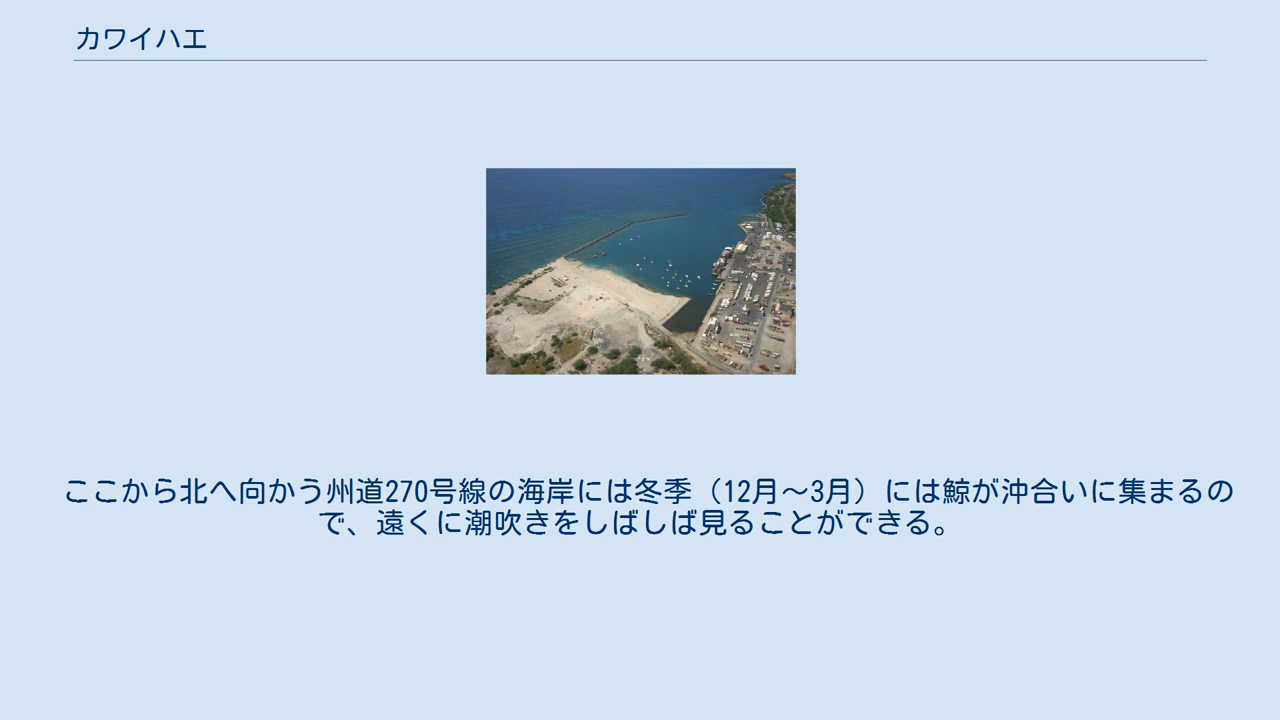 カワイハエ
ここから北へ向かう州道270号線の海岸には冬季（12月〜3月）には鯨が沖合いに集まるの
で、遠くに潮吹きをしばしば見ることができる。